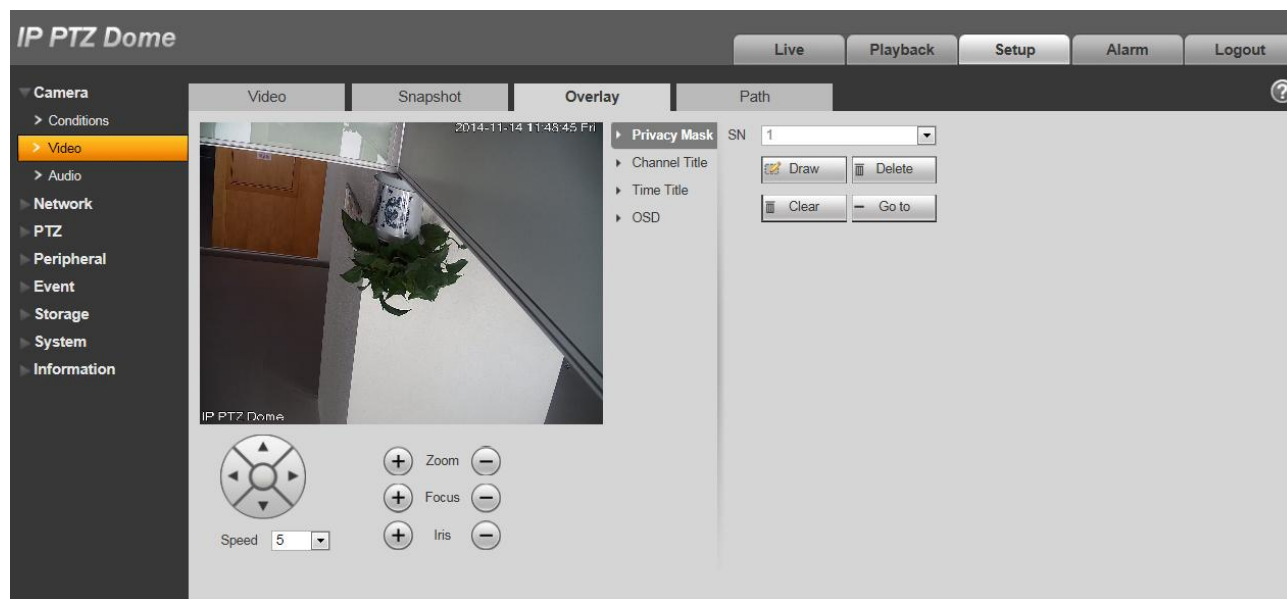 IP PTZ Dome
Live Playback Setup Alarm Logout
Camera
> Conditions
> Video
> Audio
Network
PTZ
Peripheral
Event
Storage
System
Information
Video Snapshot Overlay Path
2014-11-14 11:48:45 Fri
IP PTZ Dome
Privacy Mask
Channel Title
Time Title
OSD
SN 1
Draw Delete
Clear Go to
Zoom
Focus
Iris
Speed 5